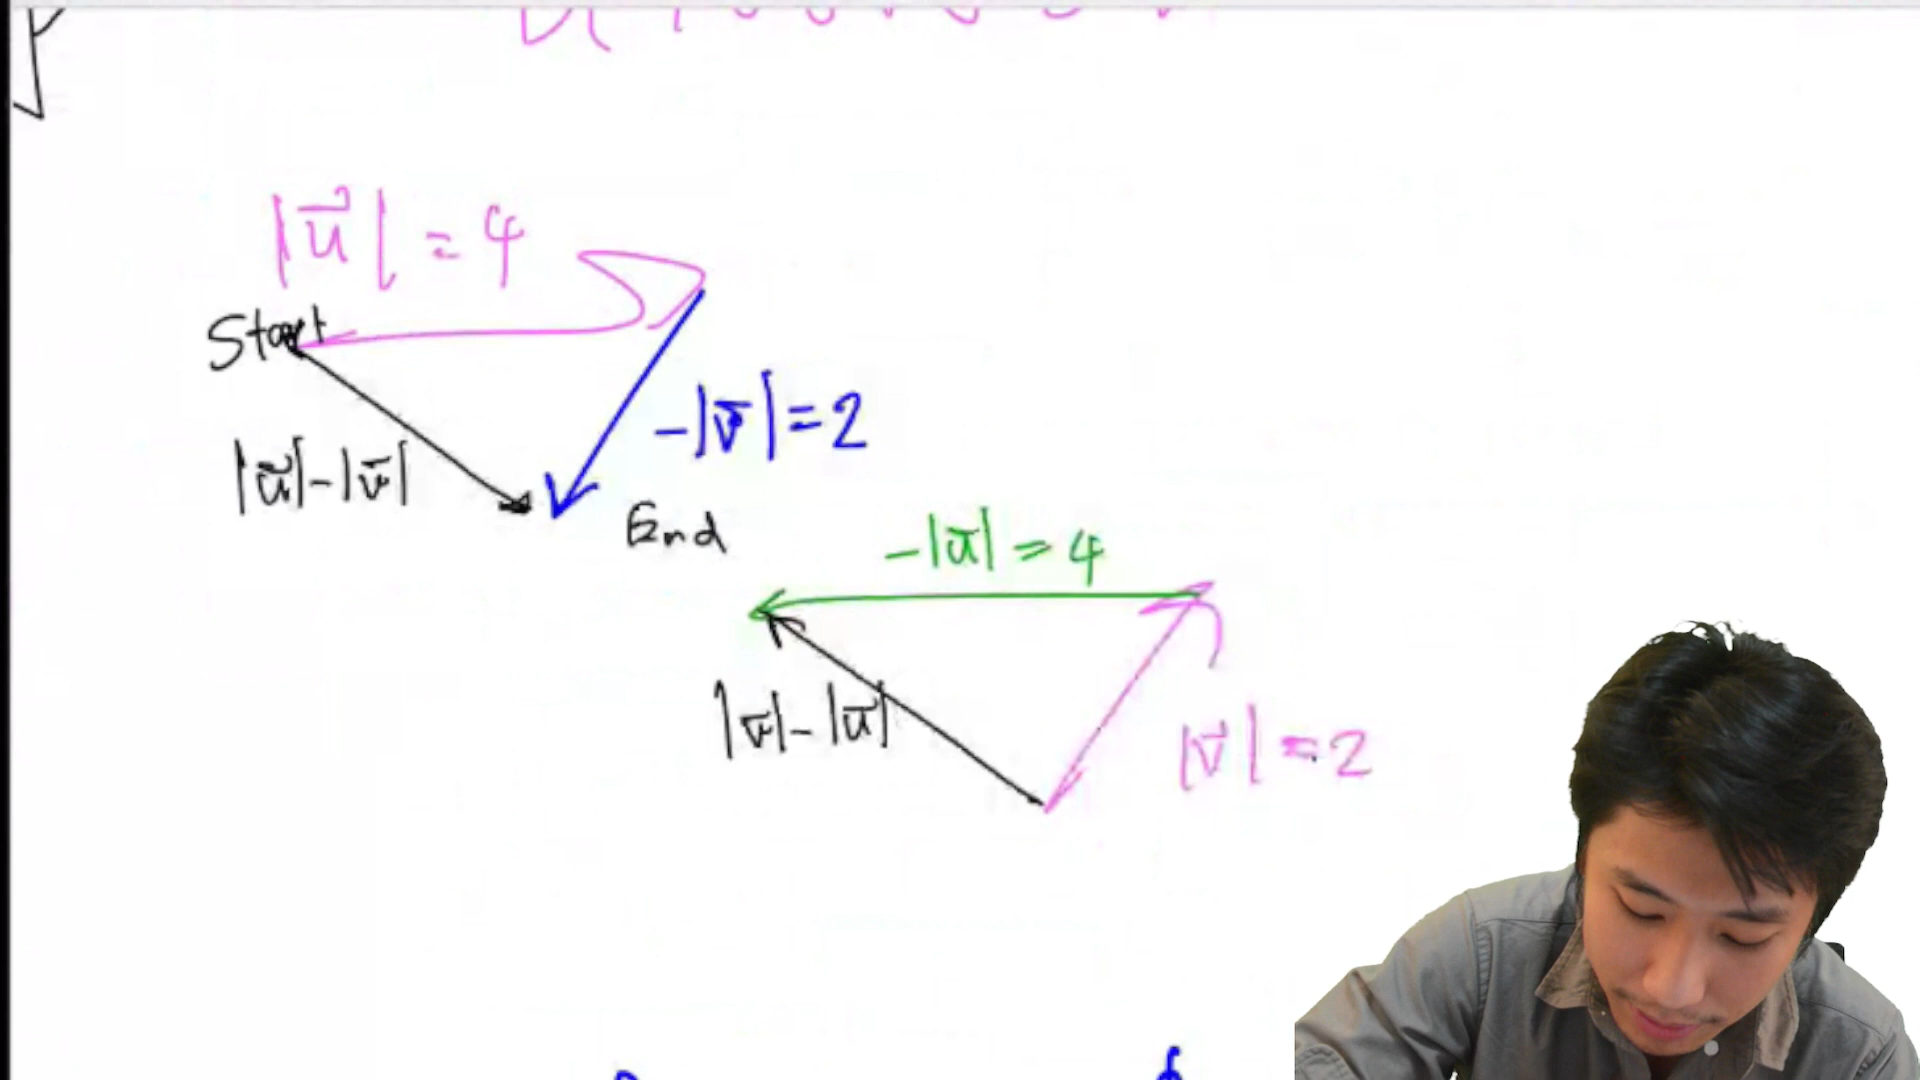 |u⃗| = 4
Start
-|v⃗| = 2
|u⃗|-|v⃗|
End
-|u⃗| = 4
|v⃗|-|u⃗|
|v⃗| = 2